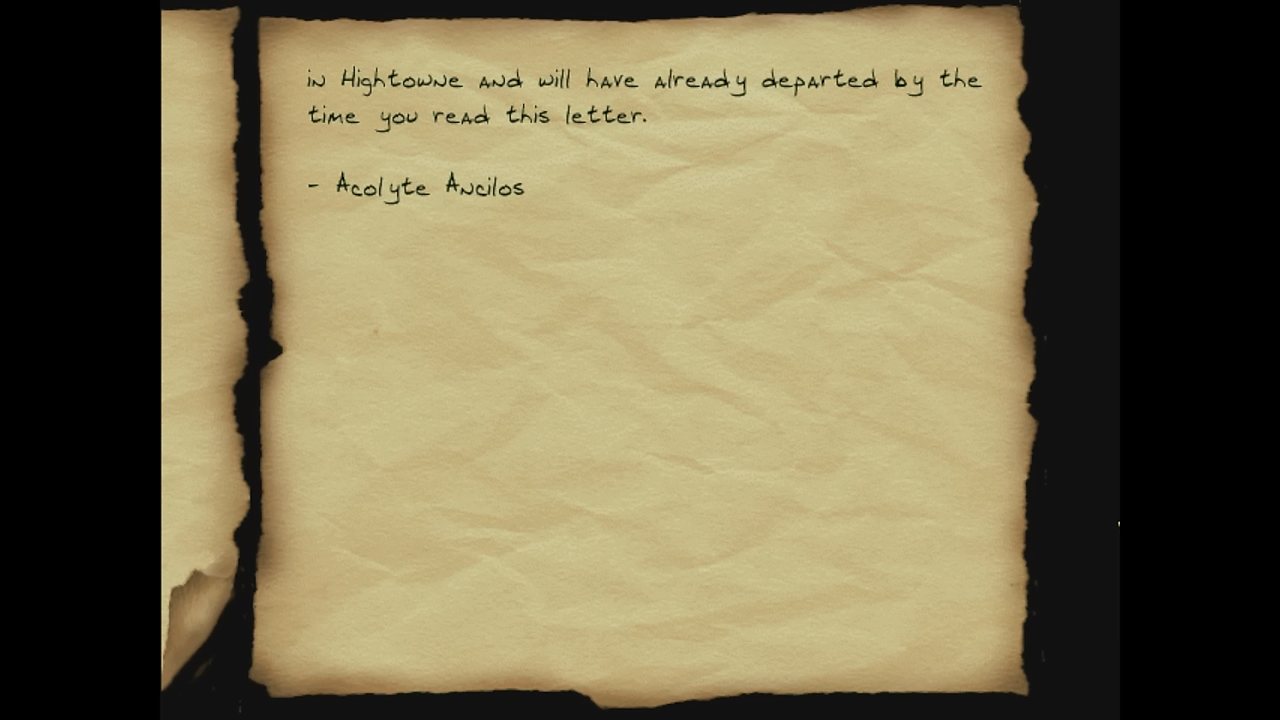 in Hightowne and will have already departed by the
time you read this letter.
- Acolyte Ancilos